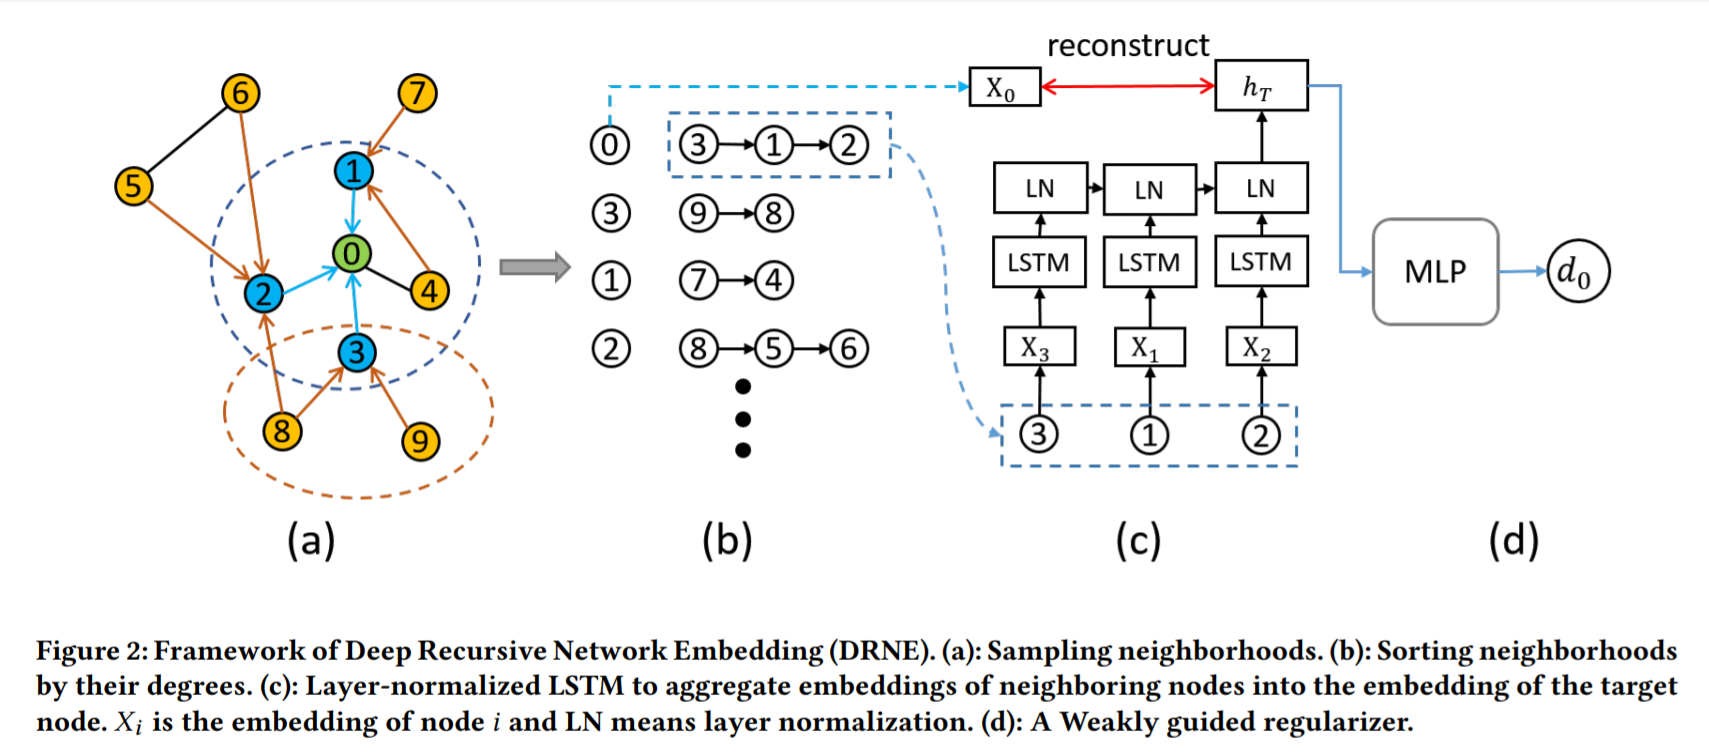 reconstruct
X₀ h_T
6 7
5 1 0 2 4 3 8 9
0 3 1 2
3 9 8
1 7 4
2 8 5 6
LN LN LN
LSTM LSTM LSTM
X₃ X₁ X₂
3 1 2
MLP d₀
(a) (b) (c) (d)
Figure 2: Framework of Deep Recursive Network Embedding (DRNE). (a): Sampling neighborhoods. (b): Sorting neighborhoods
by their degrees. (c): Layer-normalized LSTM to aggregate embeddings of neighboring nodes into the embedding of the target
node. Xᵢ is the embedding of node i and LN means layer normalization. (d): A Weakly guided regularizer.